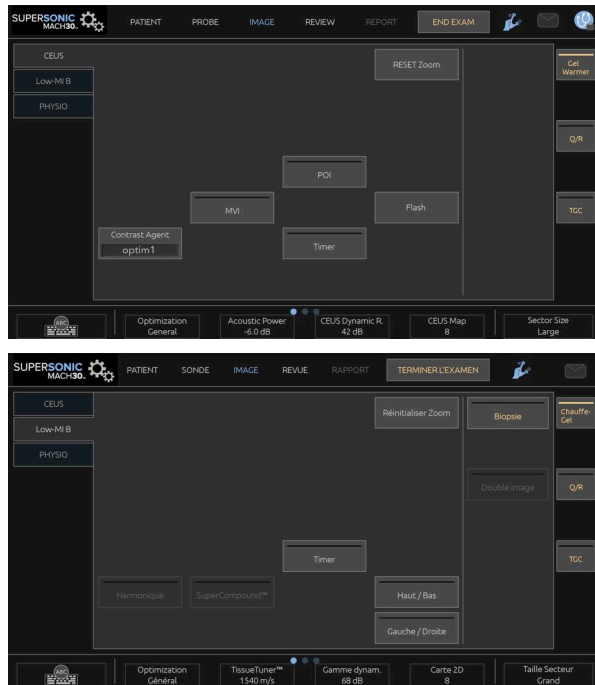 SUPERSONIC
MACH30.
PATIENT PROBE IMAGE REVIEW REPORT END EXAM
CEUS
Low-MI B
PHYSIO
RESET Zoom
Gel
Warmer
Q/R
POI
MVI
Flash
TGC
Contrast Agent
optim1
Timer
ABC
Optimization
General
Acoustic Power
-6.0 dB
CEUS Dynamic R.
42 dB
CEUS Map
8
Sector Size
Large
SUPERSONIC
MACH30.
PATIENT SONDE IMAGE REVUE RAPPORT TERMINER L'EXAMEN
CEUS
Low-MI B
PHYSIO
Réinitialiser Zoom
Biopsie
Chauffe-
Gel
Double image
Q/R
Timer
TGC
Harmonique
SuperCompound™
Haut / Bas
Gauche / Droite
ABC
Optimization
Général
TissueTuner™
1540 m/s
Gamme dynam.
68 dB
Carte 2D
8
Taille Secteur
Grand